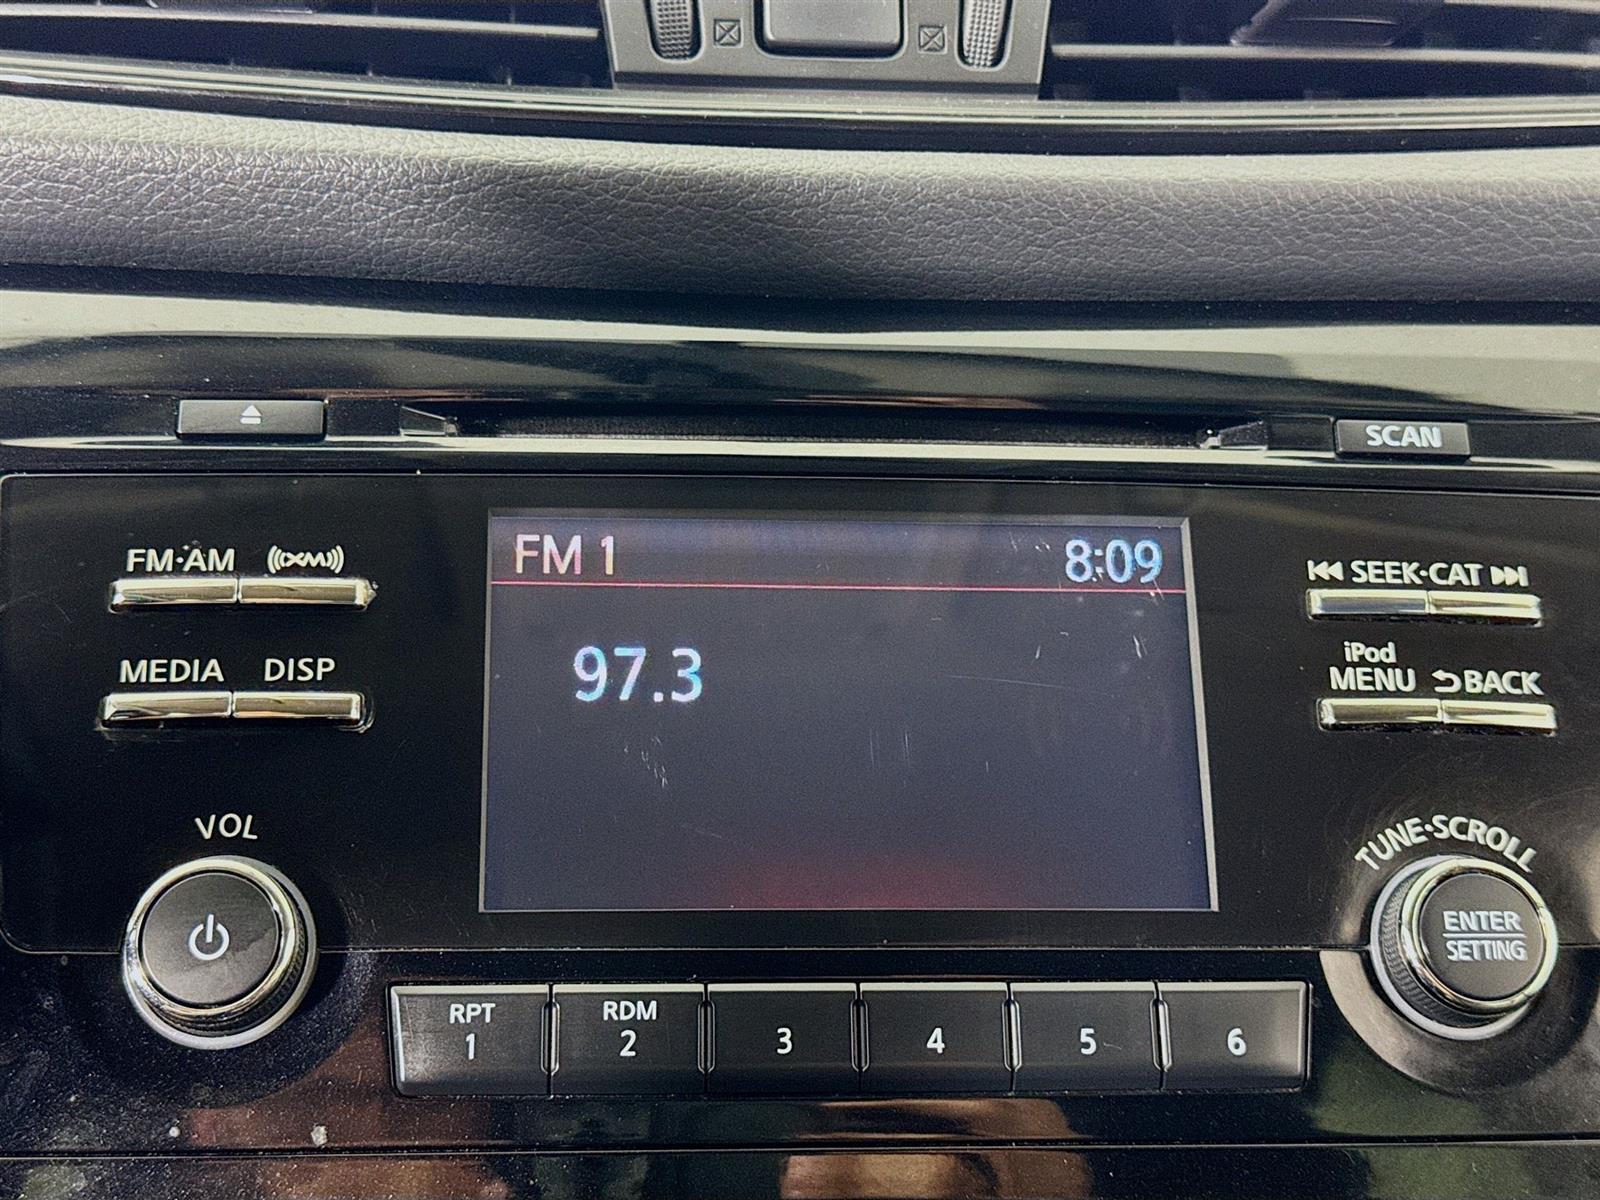 SCAN
FM·AM (((XM)))
FM 1 8:09
SEEK·CAT
97.3
MEDIA DISP
iPod
MENU BACK
VOL
TUNE·SCROLL
ENTER
SETTING
RPT
1
RDM
2
3
4
5
6